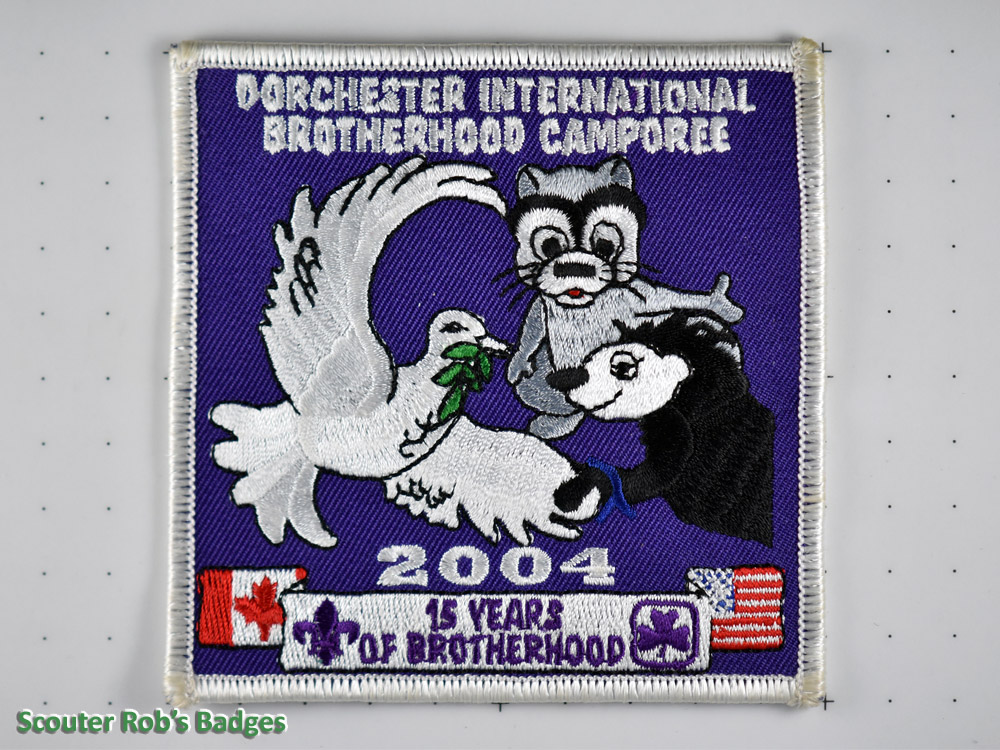 DORCHESTER INTERNATIONAL
BROTHERHOOD CAMPOREE
2004
15 YEARS
OF BROTHERHOOD
Scouter Rob's Badges